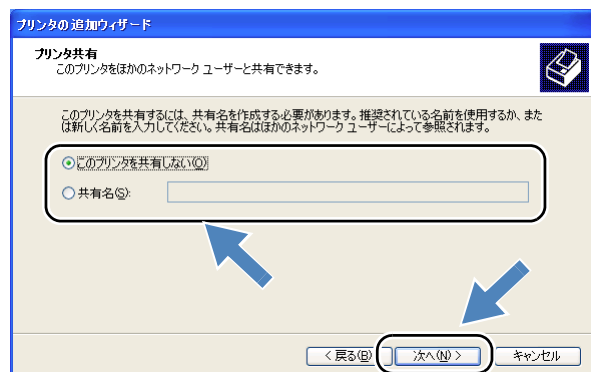 プリンタの追加ウィザード
プリンタ共有
このプリンタをほかのネットワーク ユーザーと共有できます。
このプリンタを共有するには、共有名を作成する必要があります。推奨されている名前を使用するか、また
は新しく名前を入力してください。共有名はほかのネットワーク ユーザーによって参照されます。
このプリンタを共有しない(O)
共有名(S):
< 戻る(B) 次へ(N) > キャンセル